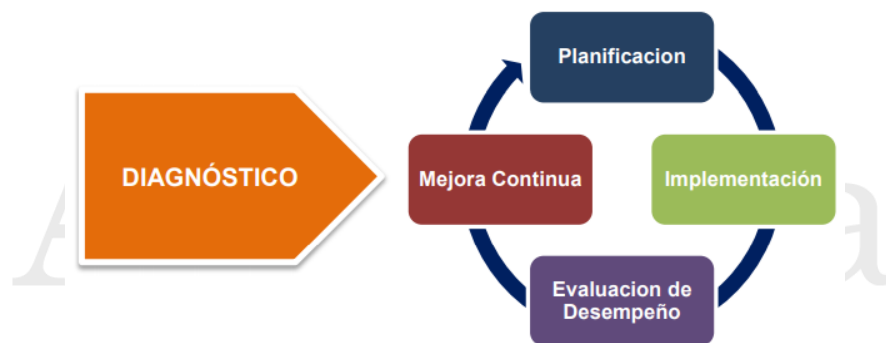 Planificacion
DIAGNÓSTICO
Mejora Continua
Implementación
Evaluacion de
Desempeño